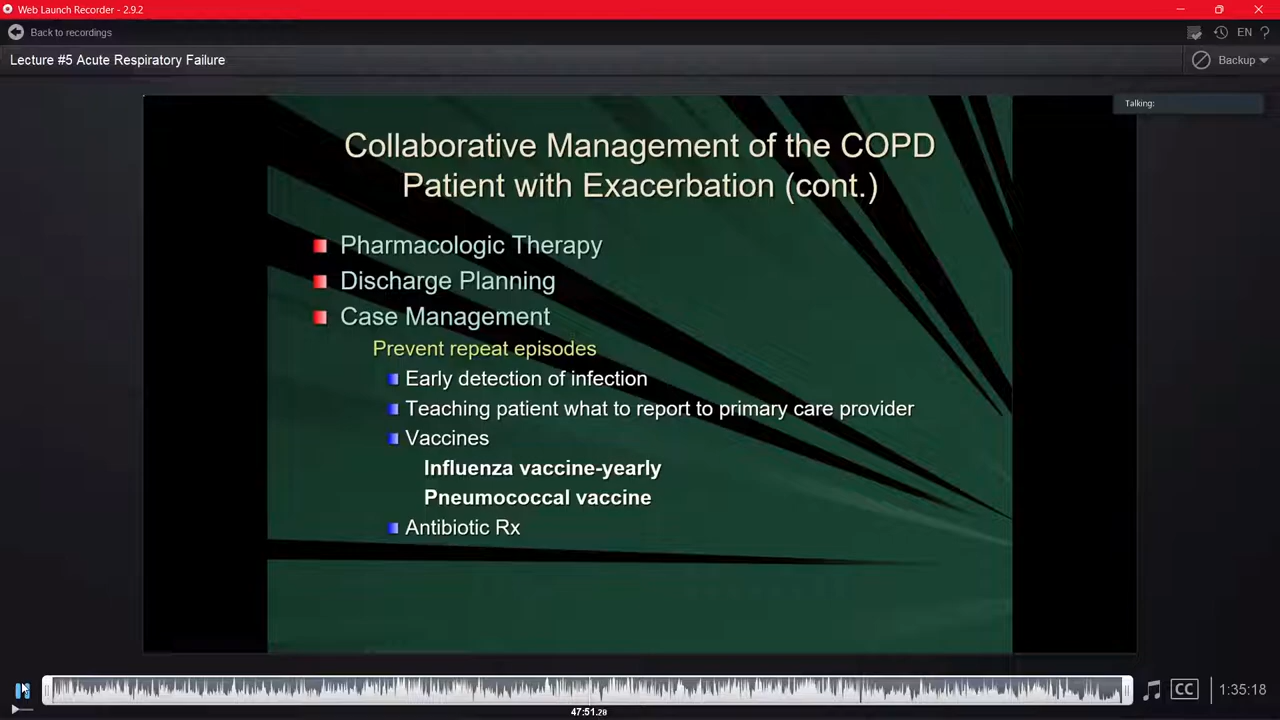 Web Launch Recorder - 2.9.2
Back to recordings
EN ?
Lecture #5 Acute Respiratory Failure
Backup
Talking:
Collaborative Management of the COPD
Patient with Exacerbation (cont.)
Pharmacologic Therapy
Discharge Planning
Case Management
Prevent repeat episodes
Early detection of infection
Teaching patient what to report to primary care provider
Vaccines
Influenza vaccine-yearly
Pneumococcal vaccine
Antibiotic Rx
CC
1:35:18
47:51.28